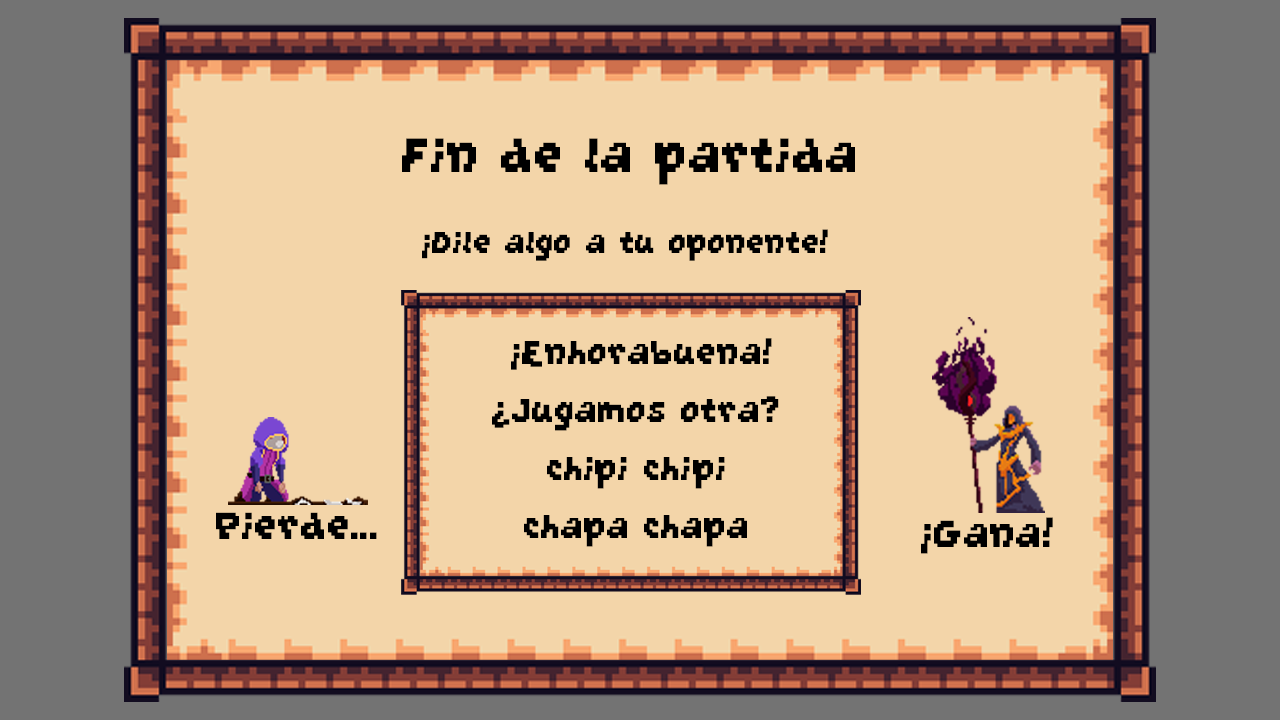 Fin de la partida
¡Dile algo a tu oponente!
¡Enhorabuena!
¿Jugamos otra?
chipi chipi
chapa chapa
Pierde...
¡Gana!